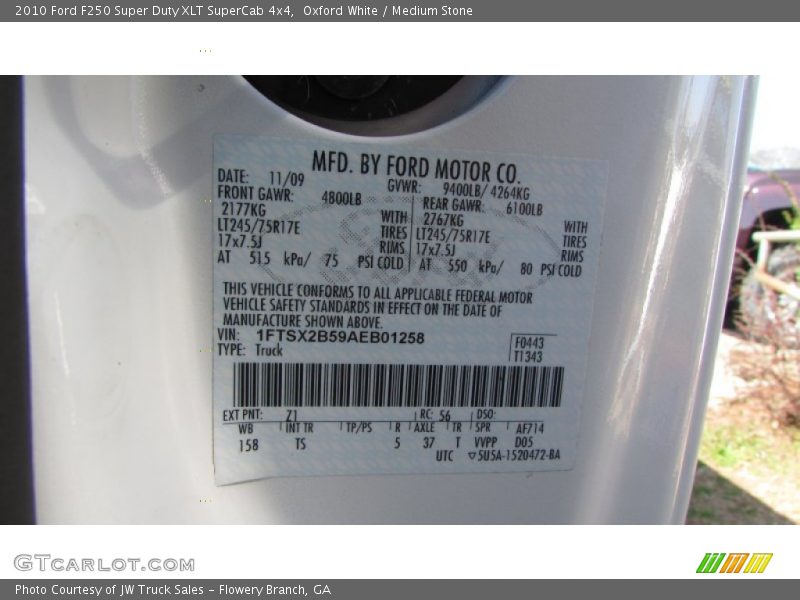 2010 Ford F250 Super Duty XLT SuperCab 4x4, Oxford White / Medium Stone
MFD. BY FORD MOTOR CO.
DATE: 11/09 GVWR: 9400LB/ 4264KG
FRONT GAWR: 4800LB REAR GAWR: 6100LB
2177KG WITH 2767KG WITH
LT245/75R17E TIRES LT245/75R17E TIRES
17x7.5J RIMS 17x7.5J RIMS
AT 515 kPa/ 75 PSI COLD AT 550 kPa/ 80 PSI COLD
THIS VEHICLE CONFORMS TO ALL APPLICABLE FEDERAL MOTOR
VEHICLE SAFETY STANDARDS IN EFFECT ON THE DATE OF
MANUFACTURE SHOWN ABOVE.
VIN: 1FTSX2B59AEB01258
TYPE: Truck
F0443
T1343
EXT PNT: Z1 RC: 56 DSO:
WB INT TR TP/PS R AXLE TR SPR AF714
158 TS 5 37 T VVPP D05
UTC 5U5A-1520472-BA
GTCARLOT.COM
Photo Courtesy of JW Truck Sales - Flowery Branch, GA